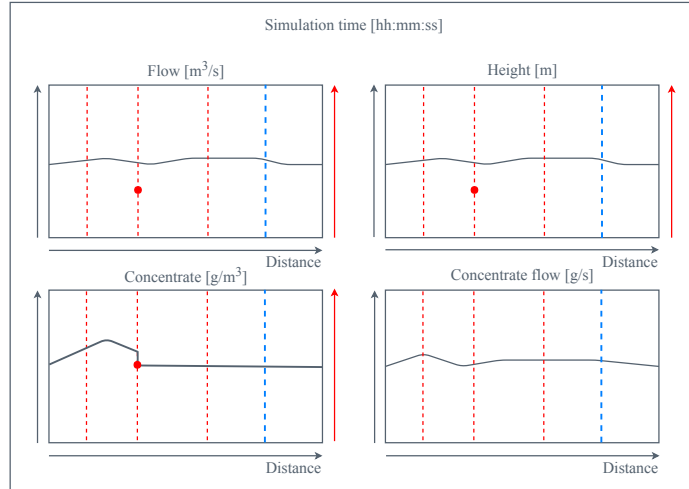 Simulation time [hh:mm:ss]
Flow [m³/s]
Height [m]
Distance
Distance
Concentrate [g/m³]
Concentrate flow [g/s]
Distance
Distance